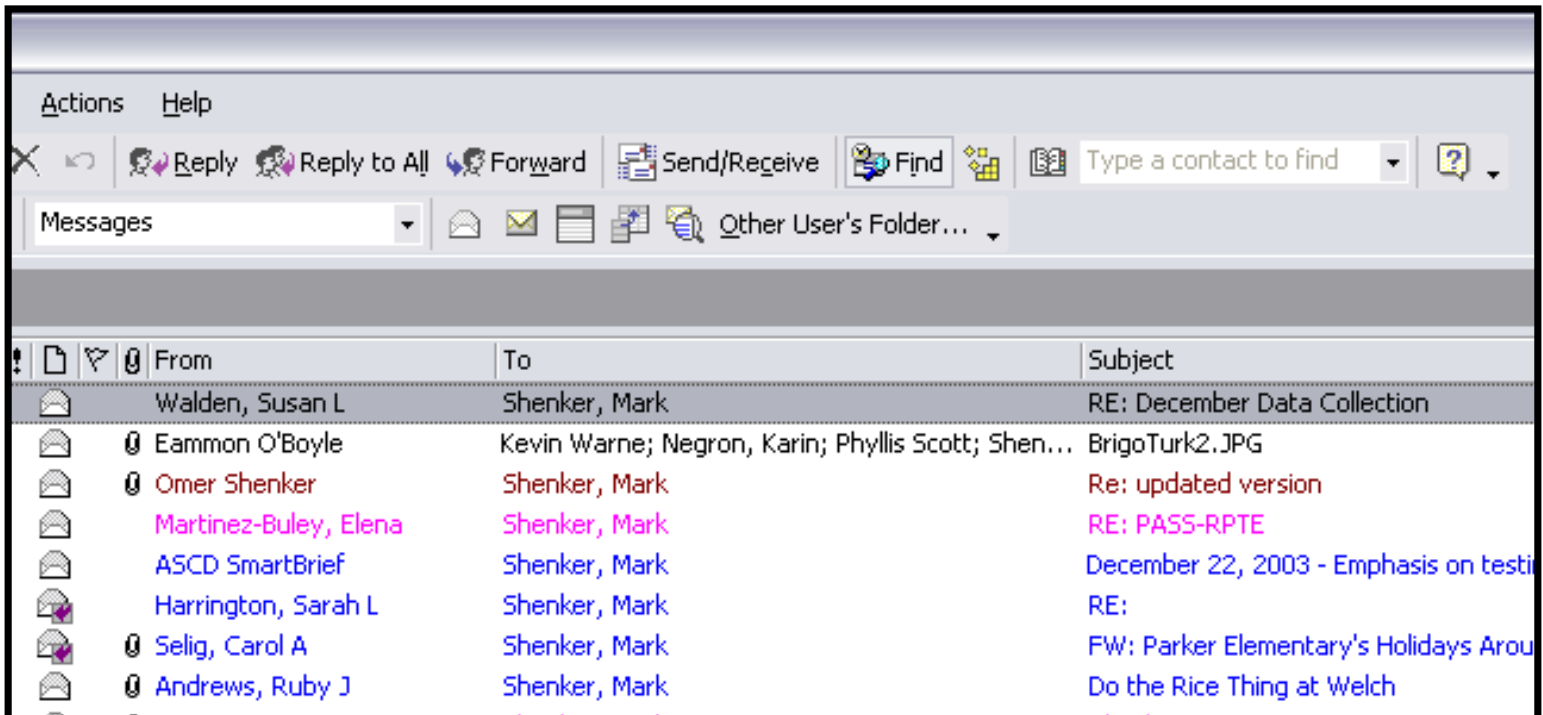 Actions Help
Reply Reply to All Forward Send/Receive Find Type a contact to find
Messages Other User's Folder...
! From To Subject
Walden, Susan L Shenker, Mark RE: December Data Collection
Eammon O'Boyle Kevin Warne; Negron, Karin; Phyllis Scott; Shen... BrigoTurk2.JPG
Omer Shenker Shenker, Mark Re: updated version
Martinez-Buley, Elena Shenker, Mark RE: PASS-RPTE
ASCD SmartBrief Shenker, Mark December 22, 2003 - Emphasis on testi
Harrington, Sarah L Shenker, Mark RE:
Selig, Carol A Shenker, Mark FW: Parker Elementary's Holidays Arou
Andrews, Ruby J Shenker, Mark Do the Rice Thing at Welch